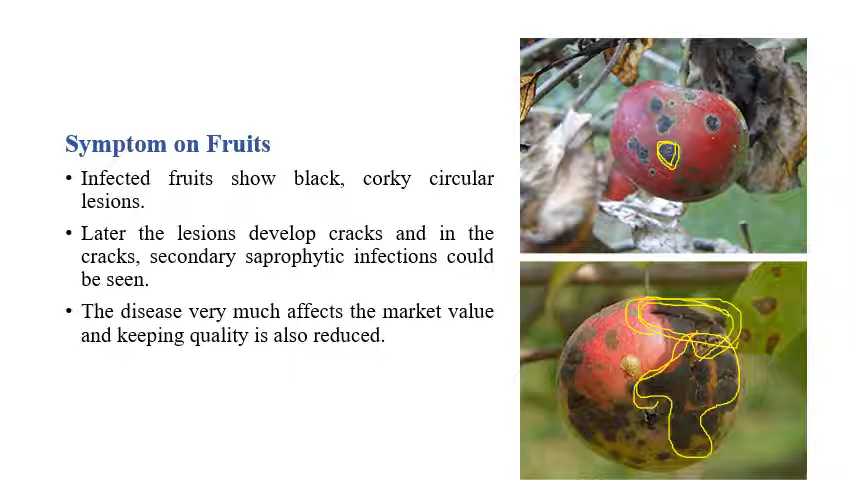 Symptom on Fruits
• Infected fruits show black, corky circular
lesions.
• Later the lesions develop cracks and in the
cracks, secondary saprophytic infections could
be seen.
• The disease very much affects the market value
and keeping quality is also reduced.